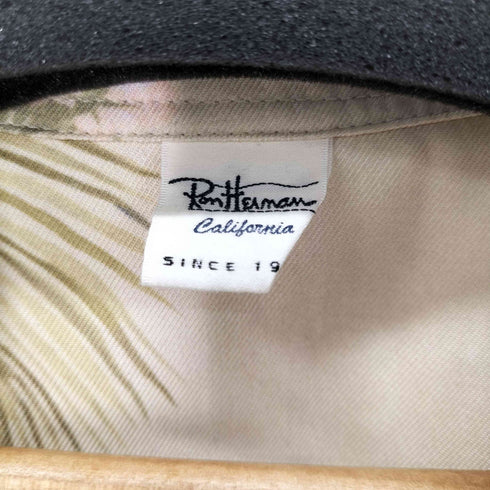 Ron Herman
California
SINCE 19